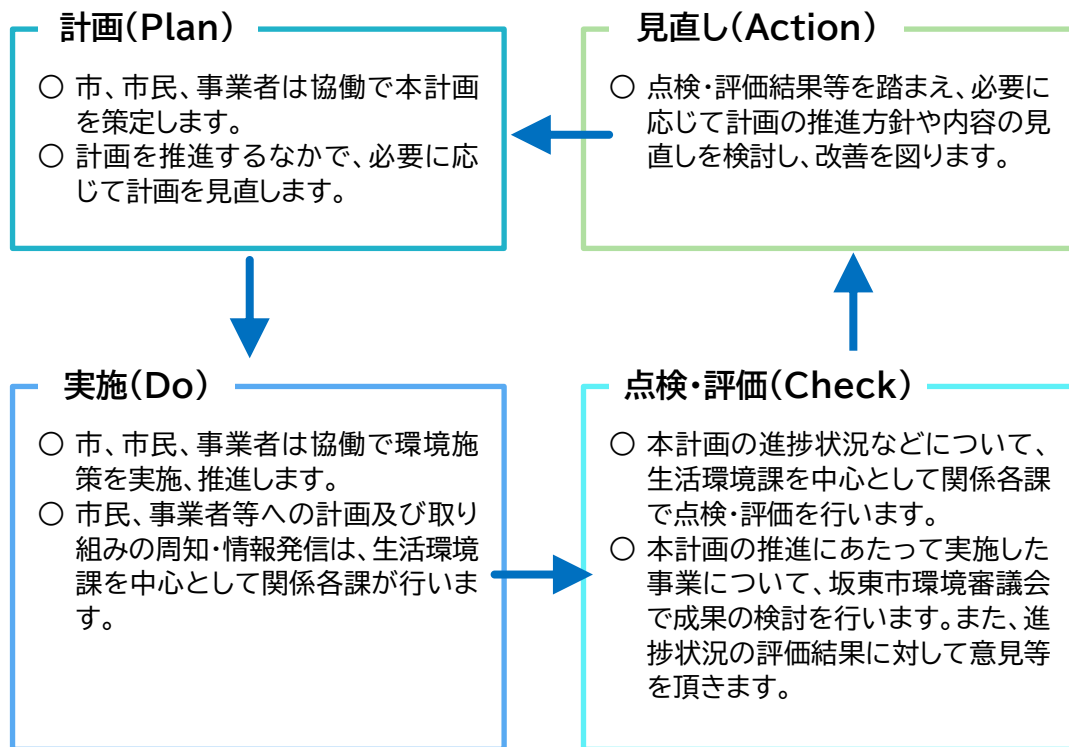 計画(Plan)
○ 市、市民、事業者は協働で本計画
を策定します。
○ 計画を推進するなかで、必要に応
じて計画を見直します。
見直し(Action)
○ 点検・評価結果等を踏まえ、必要に
応じて計画の推進方針や内容の見
直しを検討し、改善を図ります。
実施(Do)
○ 市、市民、事業者は協働で環境施
策を実施、推進します。
○ 市民、事業者等への計画及び取り
組みの周知・情報発信は、生活環境
課を中心として関係各課が行いま
す。
点検・評価(Check)
○ 本計画の進捗状況などについて、
生活環境課を中心として関係各課
で点検・評価を行います。
○ 本計画の推進にあたって実施した
事業について、坂東市環境審議会
で成果の検討を行います。また、進
捗状況の評価結果に対して意見等
を頂きます。